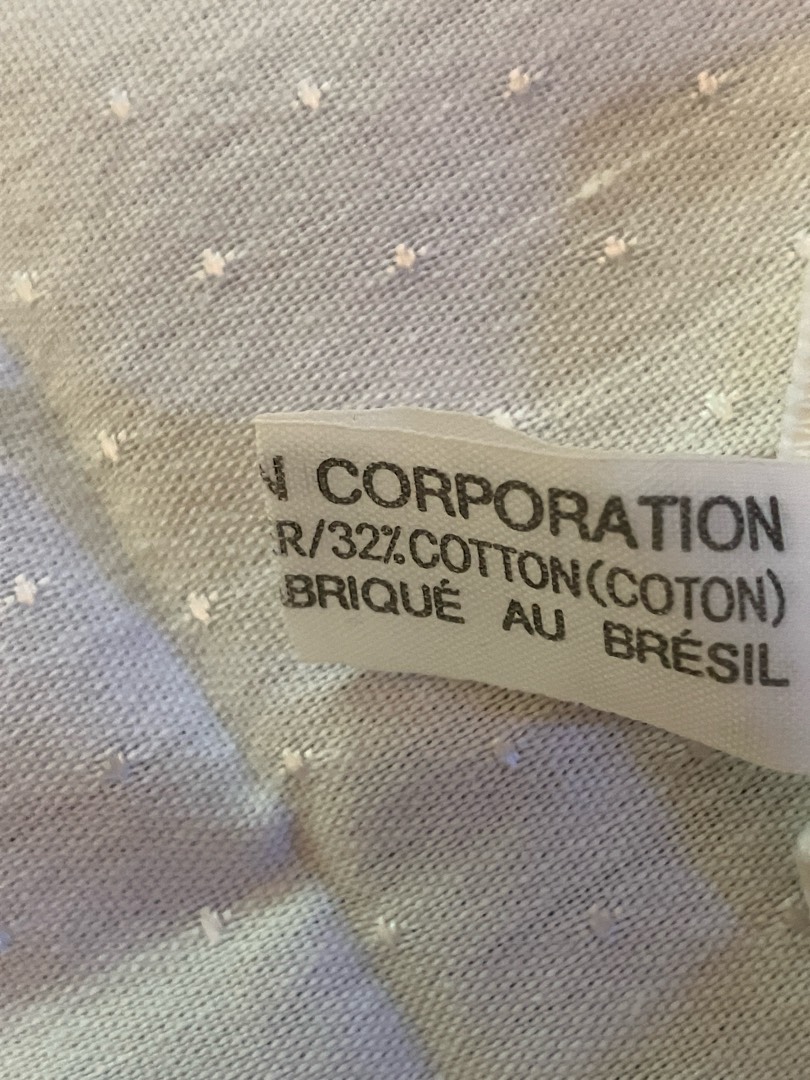 CORPORATION
R/32%COTTON(COTON)
BRIQUÉ AU BRÉSIL